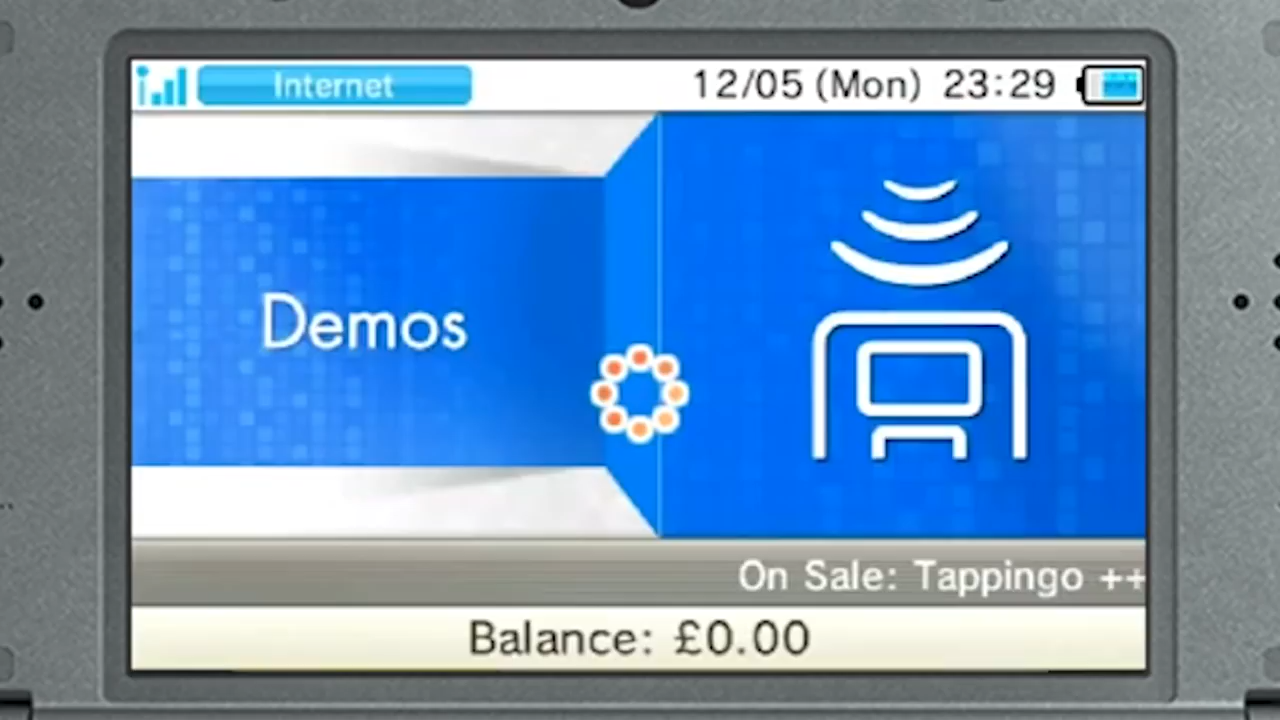 Internet
12/05 (Mon) 23:29
Demos
On Sale: Tappingo ++
Balance: £0.00